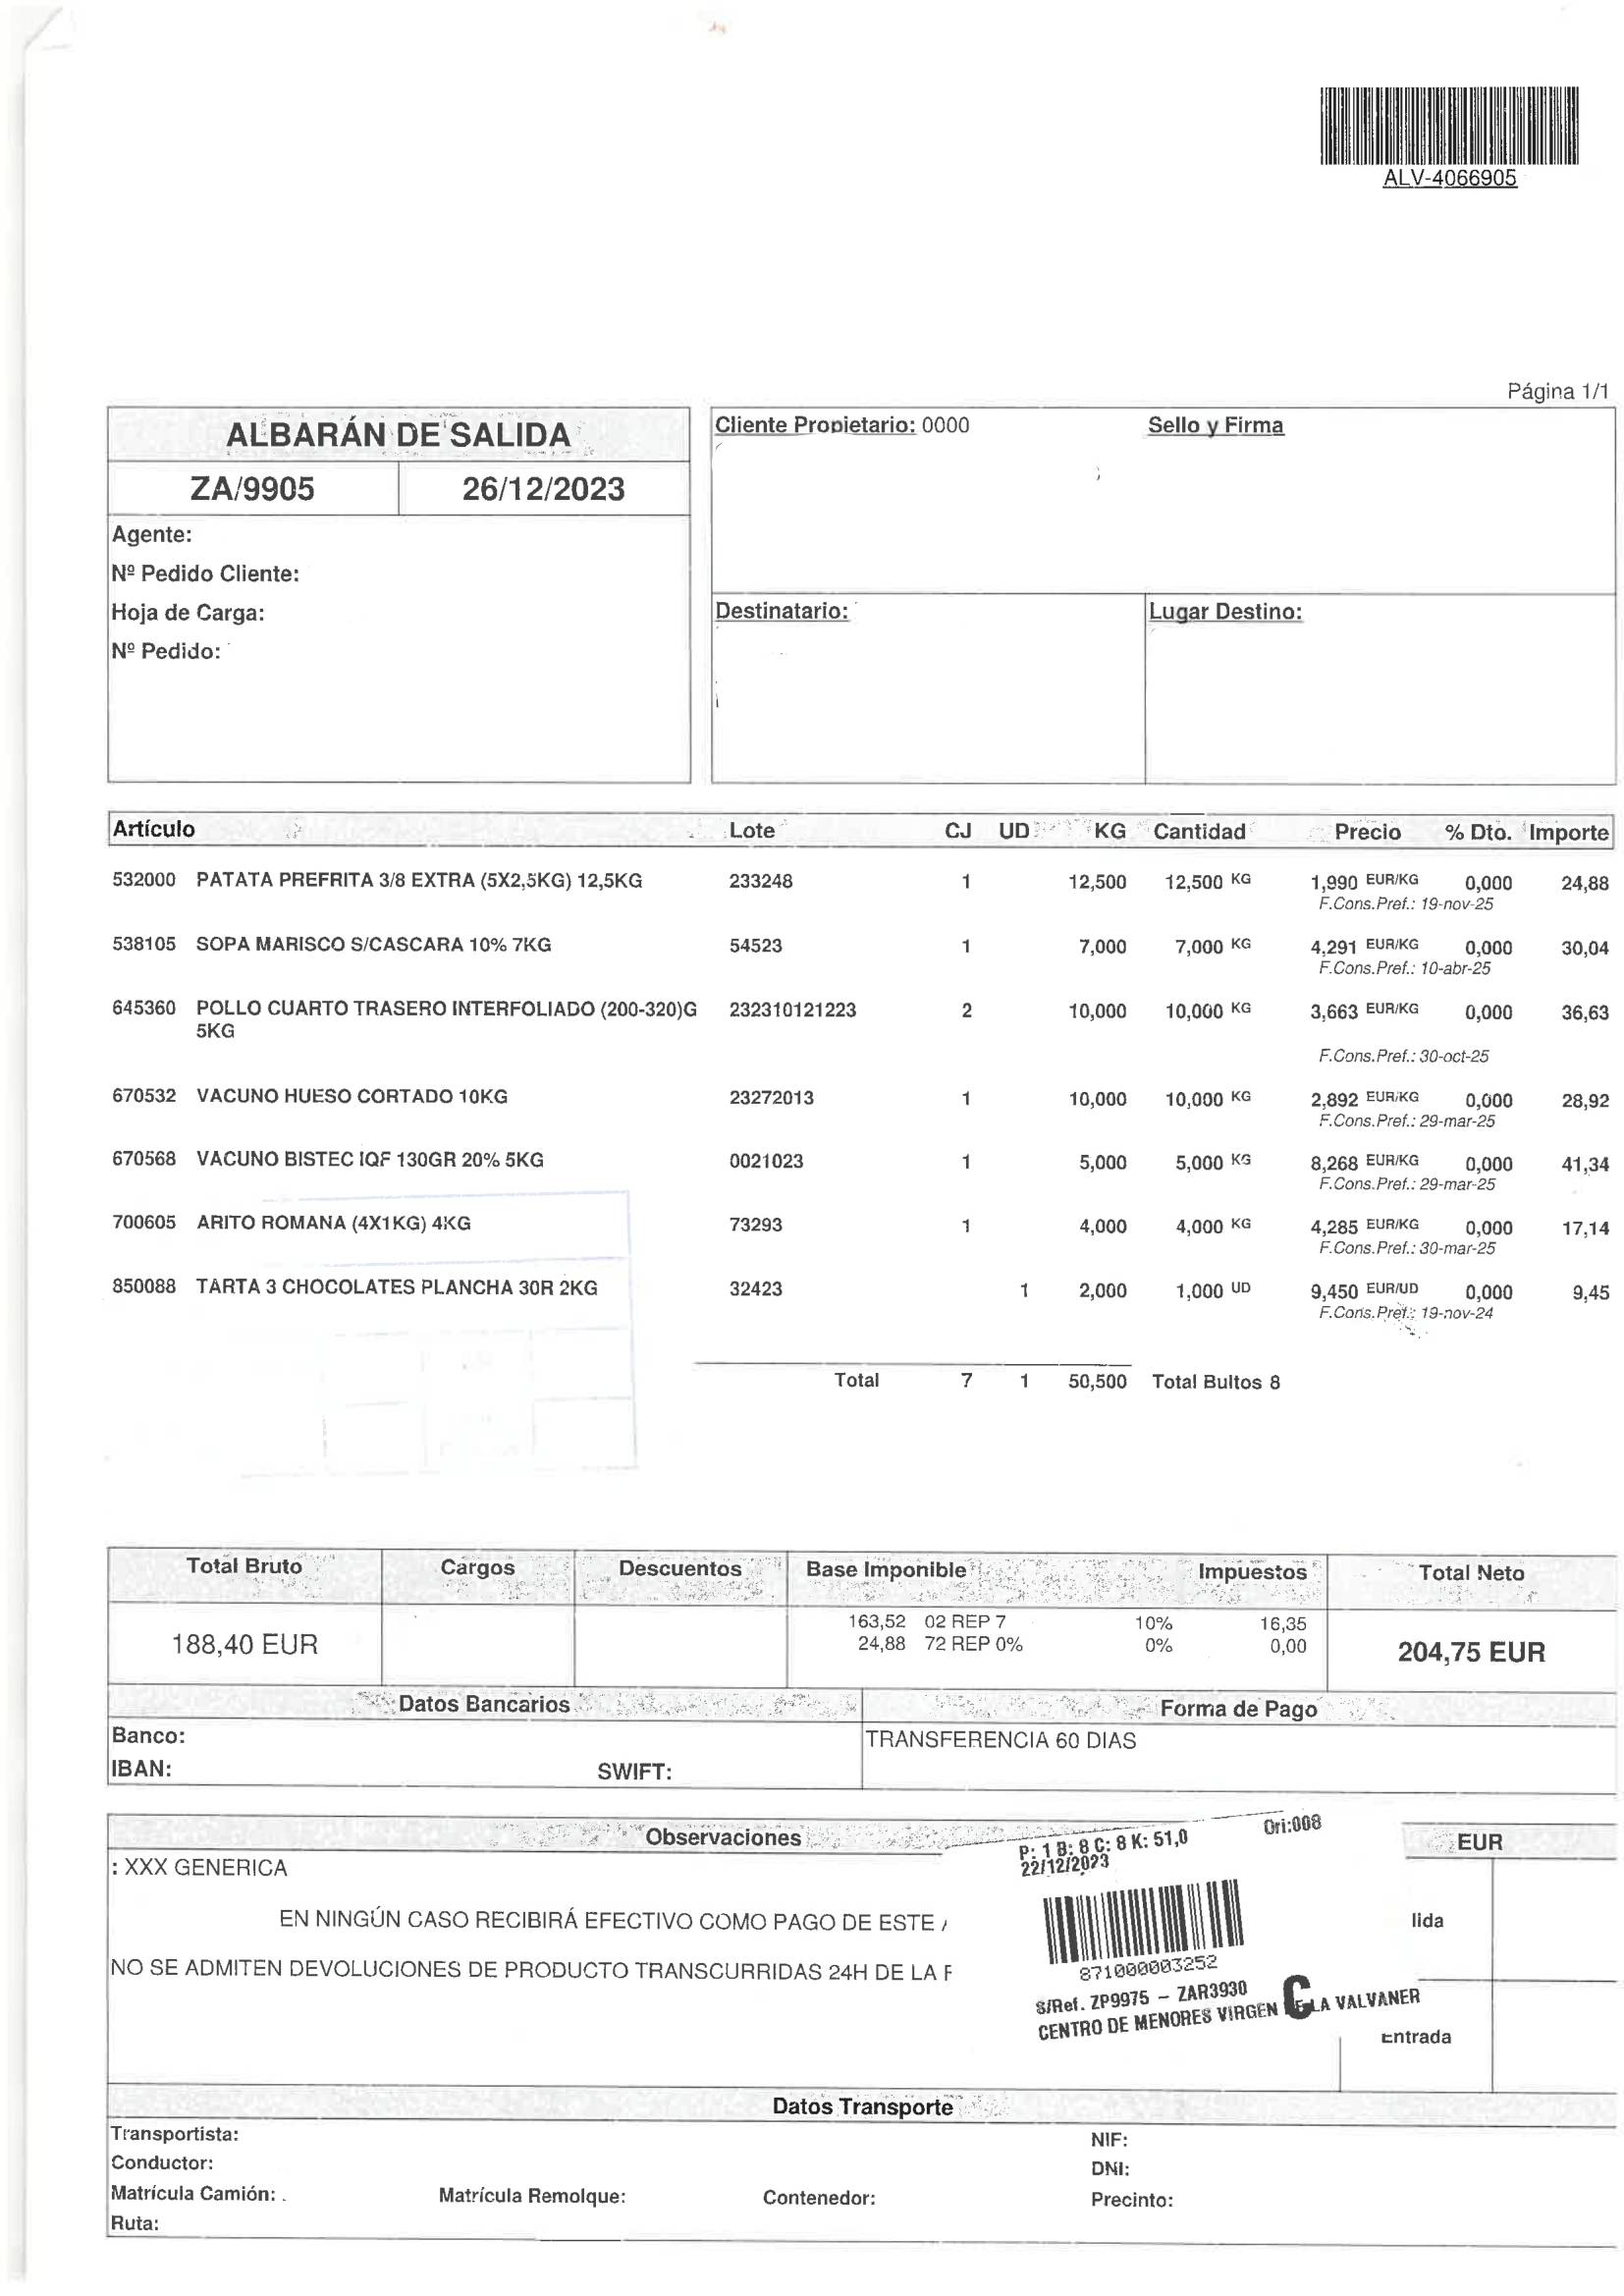 ALV-4066905
Página 1/1
ALBARÁN DE SALIDA
ZA/9905 26/12/2023
Agente:
Nº Pedido Cliente:
Hoja de Carga:
Nº Pedido:
Cliente Propietario: 0000 Sello y Firma
Destinatario: Lugar Destino:
Artículo Lote CJ UD KG Cantidad Precio % Dto. Importe
532000 PATATA PREFRITA 3/8 EXTRA (5X2,5KG) 12,5KG 233248 1 12,500 12,500 KG 1,990 EUR/KG 0,000 24,88
F.Cons.Pref.: 19-nov-25
538105 SOPA MARISCO S/CASCARA 10% 7KG 54523 1 7,000 7,000 KG 4,291 EUR/KG 0,000 30,04
F.Cons.Pref.: 10-abr-25
645360 POLLO CUARTO TRASERO INTERFOLIADO (200-320)G 232310121223 2 10,000 10,000 KG 3,663 EUR/KG 0,000 36,63
5KG
F.Cons.Pref.: 30-oct-25
670532 VACUNO HUESO CORTADO 10KG 23272013 1 10,000 10,000 KG 2,892 EUR/KG 0,000 28,92
F.Cons.Pref.: 29-mar-25
670568 VACUNO BISTEC IQF 130GR 20% 5KG 0021023 1 5,000 5,000 KG 8,268 EUR/KG 0,000 41,34
F.Cons.Pref.: 29-mar-25
700605 ARITO ROMANA (4X1KG) 4KG 73293 1 4,000 4,000 KG 4,285 EUR/KG 0,000 17,14
F.Cons.Pref.: 30-mar-25
850088 TARTA 3 CHOCOLATES PLANCHA 30R 2KG 32423 1 2,000 1,000 UD 9,450 EUR/UD 0,000 9,45
F.Cons.Pref.: 19-nov-24
Total 7 1 50,500 Total Bultos 8
Total Bruto Cargos Descuentos Base Imponible Impuestos Total Neto
163,52 02 REP 7 10% 16,35
24,88 72 REP 0% 0% 0,00
188,40 EUR 204,75 EUR
Datos Bancarios Forma de Pago
Banco: TRANSFERENCIA 60 DIAS
IBAN: SWIFT:
Observaciones EUR
: XXX GENERICA
EN NINGÚN CASO RECIBIRÁ EFECTIVO COMO PAGO DE ESTE
NO SE ADMITEN DEVOLUCIONES DE PRODUCTO TRANSCURRIDAS 24H DE LA
P: 1 B: 8 C: 8 K: 51,0 Ori:008
22/12/2023
871000003252
S/Ref. ZP9975 - ZAR3930
CENTRO DE MENORES VIRGEN LA VALVANER
C
lida
Entrada
Datos Transporte
Transportista: NIF:
Conductor: DNI:
Matrícula Camión: . Matrícula Remolque: Contenedor: Precinto:
Ruta: